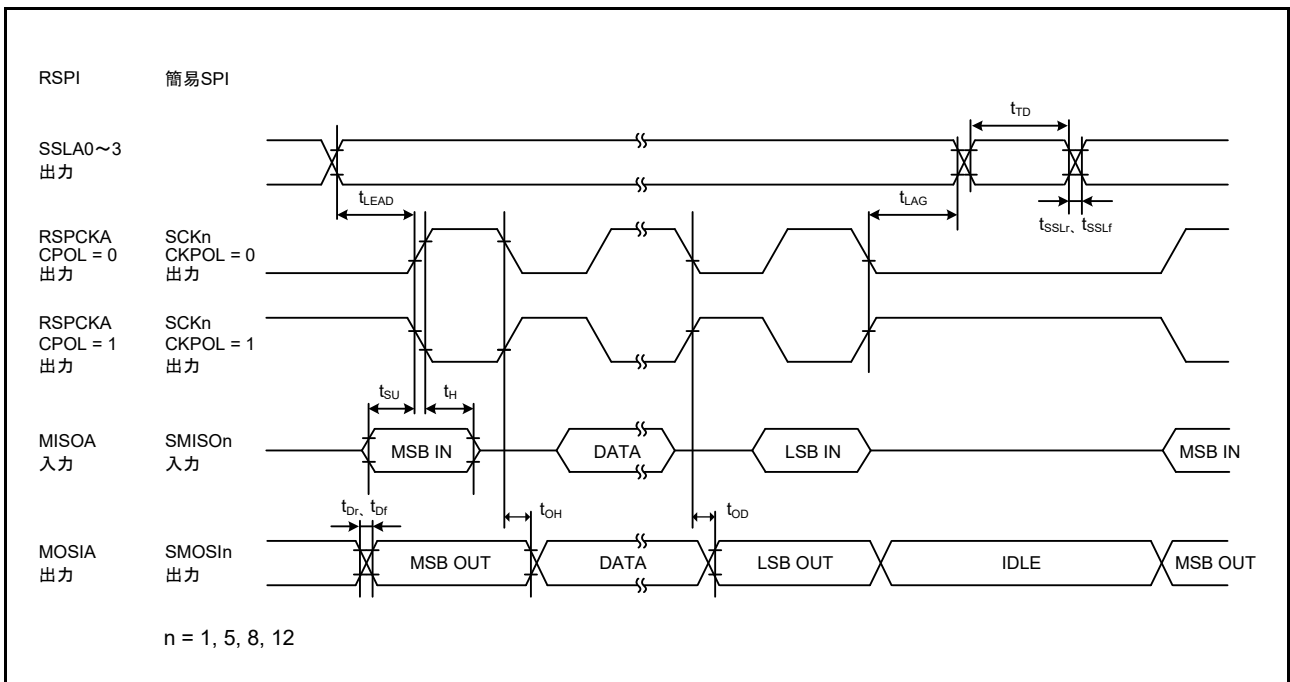 RSPI 簡易SPI
SSLA0～3
出力
tTD
tLEAD
tLAG
tSSLr、tSSLf
RSPCKA SCKn
CPOL = 0 CKPOL = 0
出力 出力
RSPCKA SCKn
CPOL = 1 CKPOL = 1
出力 出力
tSU tH
MISOA SMISOn
入力 入力
MSB IN DATA LSB IN MSB IN
tDr、tDf tOH tOD
MOSIA SMOSIn
出力 出力
MSB OUT DATA LSB OUT IDLE MSB OUT
n = 1, 5, 8, 12